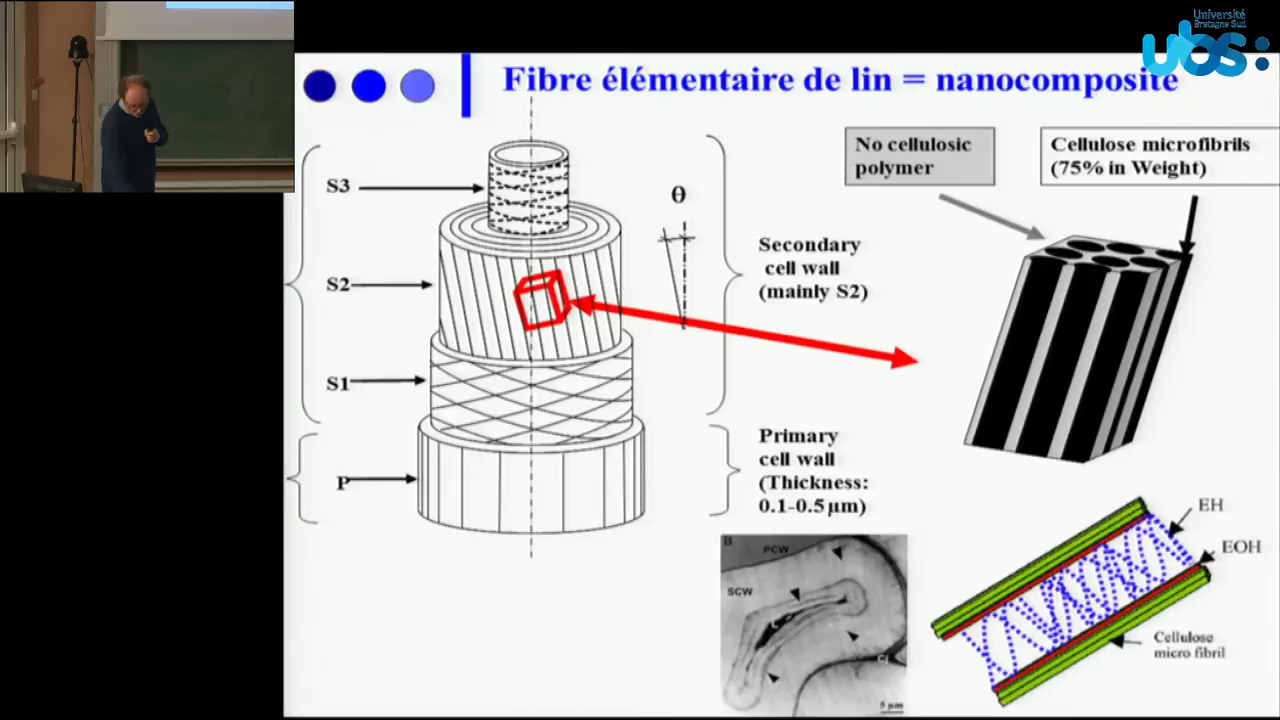 Université
Bretagne Sud
ubs:
Fibre élémentaire de lin = nanocomposite
No cellulosic
polymer
Cellulose microfibrils
(75% in Weight)
S3
θ
Secondary
cell wall
(mainly S2)
S2
S1
Primary
cell wall
(Thickness:
0.1-0.5 µm)
P
B
PCW
SCW
L
5 µm
EH
EOH
Cellulose
micro fibril